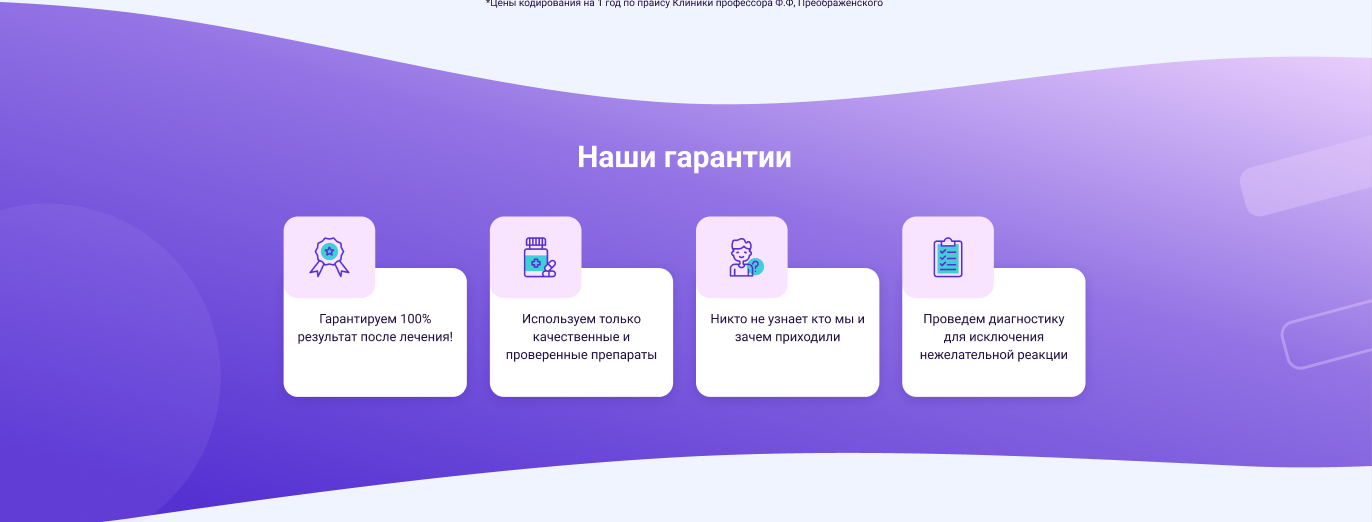 *Цены кодирования на 1 год по прайсу Клиники профессора Ф.Ф, Преображенского
Наши гарантии
Гарантируем 100%
результат после лечения!
Используем только
качественные и
проверенные препараты
Никто не узнает кто мы и
зачем приходили
Проведем диагностику
для исключения
нежелательной реакции